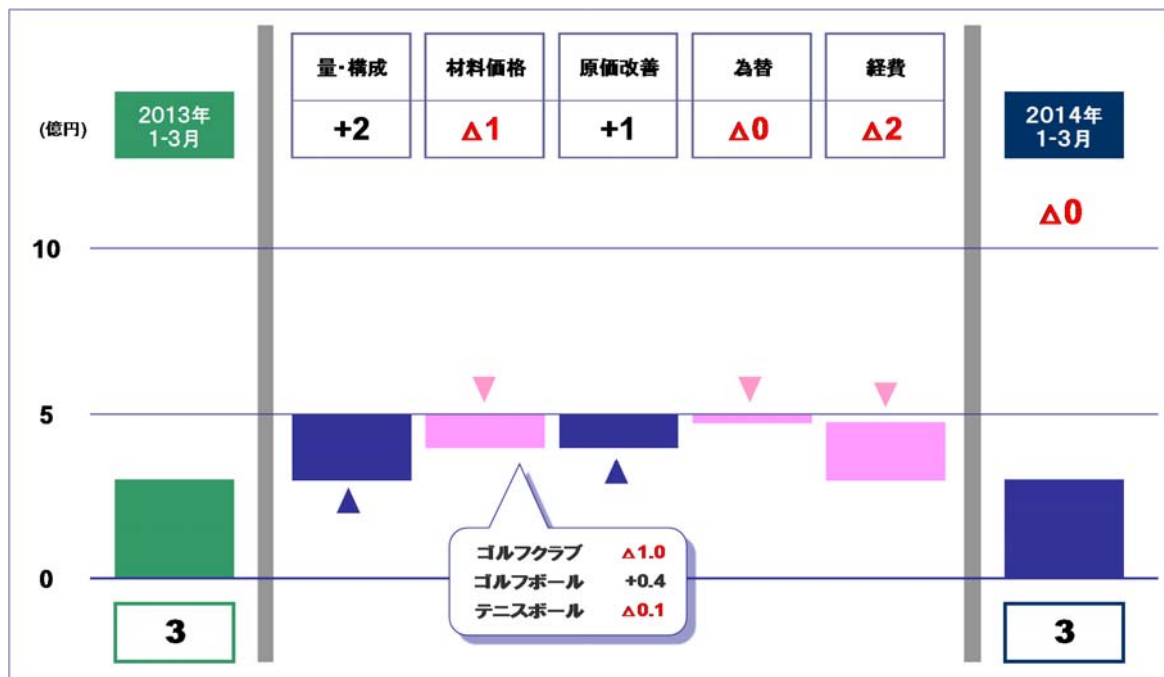 (億円)
2013年
1-3月
量・構成
+2
材料価格
△1
原価改善
+1
為替
△0
経費
△2
2014年
1-3月
△0
10
5
0
ゴルフクラブ △1.0
ゴルフボール +0.4
テニスボール △0.1
3
3